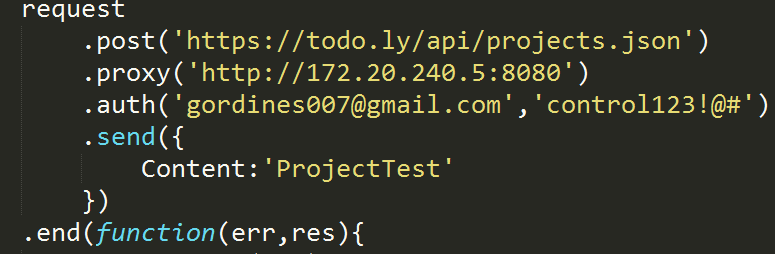 request
.post('https://todo.ly/api/projects.json')
.proxy('http://172.20.240.5:8080')
.auth('gordines007@gmail.com','control123!@#')
.send({
Content:'ProjectTest'
})
.end(function(err,res){